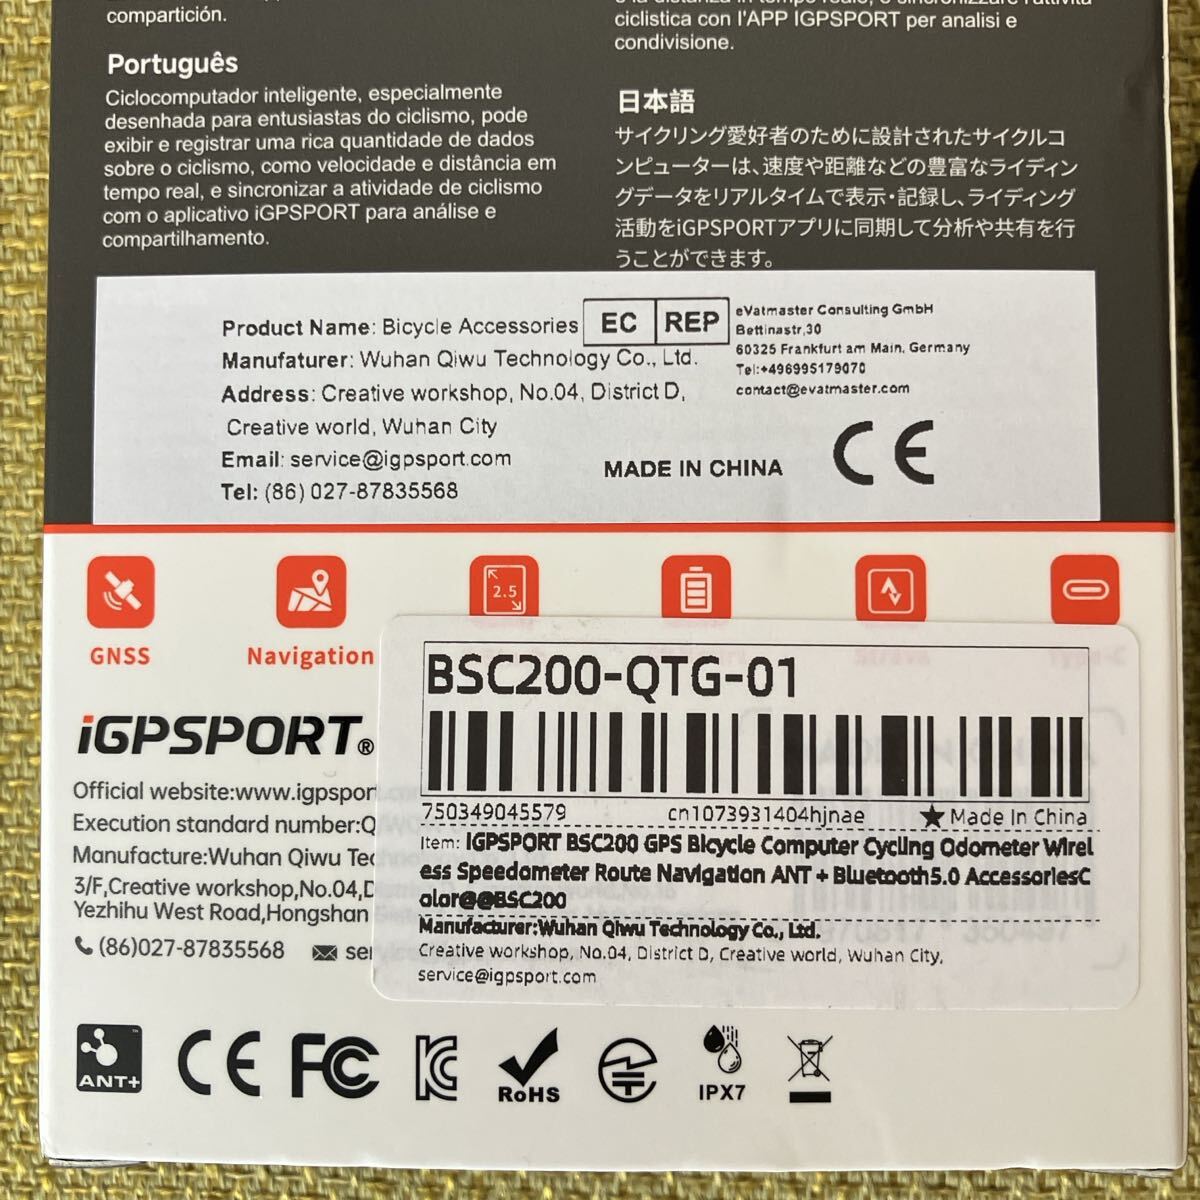 compartición.
Português
Ciclocomputador inteligente, especialmente
desenhada para entusiastas do ciclismo, pode
exibir e registrar uma rica quantidade de dados
sobre o ciclismo, como velocidade e distância em
tempo real, e sincronizar a atividade de ciclismo
com o aplicativo iGPSPORT para análise e
compartilhamento.
ciclistica con l'APP IGPSPORT per analisi e
condivisione.
日本語
サイクリング愛好者のために設計されたサイクルコ
ンピューターは、速度や距離などの豊富なライディン
グデータをリアルタイムで表示・記録し、ライディング
活動をiGPSPORTアプリに同期して分析や共有を行
うことができます。
Product Name: Bicycle Accessories
Manufaturer: Wuhan Qiwu Technology Co., Ltd.
Address: Creative workshop, No.04, District D,
Creative world, Wuhan City
Email: service@igpsport.com
Tel: (86) 027-87835568
EC REP
eVatmaster Consulting GmbH
Bettinastr,30
60325 Frankfurt am Main, Germany
Tel:+496995179070
contact@evatmaster.com
MADE IN CHINA
CE
2.5
GNSS
Navigation
Strava
Type-C
iGPSPORT®
Official website:www.igpsport
Execution standard number:Q
Manufacture:Wuhan Qiwu Tec
3/F,Creative workshop,No.04,D
Yezhihu West Road,Hongshan
(86)027-87835568 ser
BSC200-QTG-01
750349045579 cn1073931404hjnae ★ Made In China
Item: iGPSPORT BSC200 GPS Bicycle Computer Cycling Odometer Wirel
ess Speedometer Route Navigation ANT + Bluetooth5.0 AccessoriesC
olor@@BSC200
Manufacturer:Wuhan Qiwu Technology Co., Ltd.
Creative workshop, No.04, District D, Creative world, Wuhan City,
service@igpsport.com
ANT+™
CE
FC
RoHS
IPX7